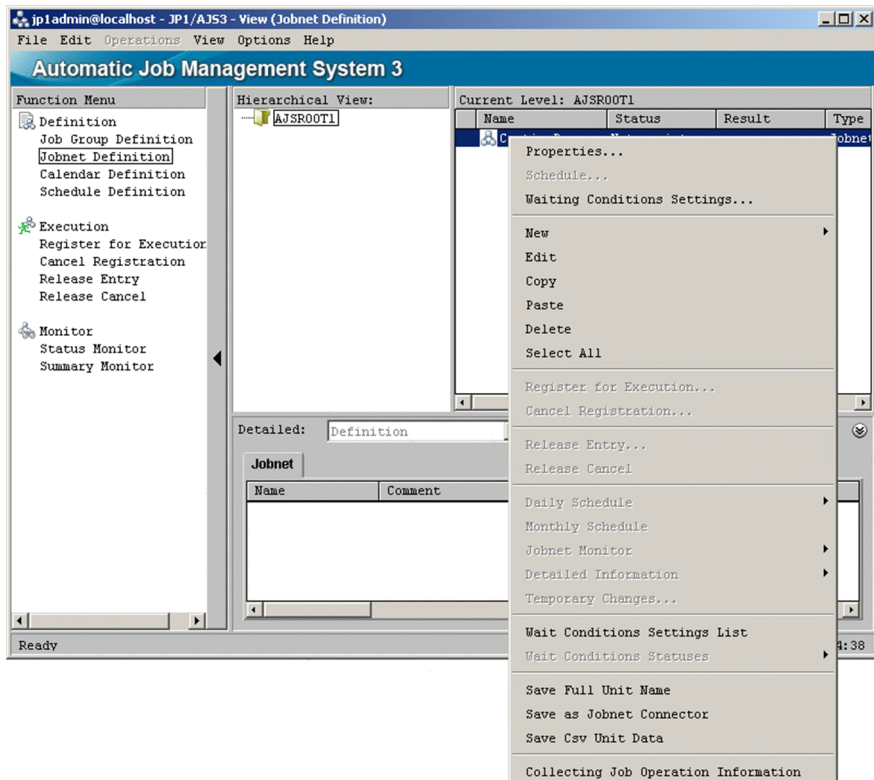 jp1admin@localhost - JP1/AJS3 - View (Jobnet Definition)
File Edit Operations View Options Help
Automatic Job Management System 3
Function Menu
Definition
Job Group Definition
Jobnet Definition
Calendar Definition
Schedule Definition
Execution
Register for Execution
Cancel Registration
Release Entry
Release Cancel
Monitor
Status Monitor
Summary Monitor
Hierarchical View:
AJSROOT1
Current Level: AJSROOT1
Name Status Result Type
Jobnet
Detailed: Definition
Jobnet
Name Comment
Properties...
Schedule...
Waiting Conditions Settings...
New
Edit
Copy
Paste
Delete
Select All
Register for Execution...
Cancel Registration...
Release Entry...
Release Cancel
Daily Schedule
Monthly Schedule
Jobnet Monitor
Detailed Information
Temporary Changes...
Wait Conditions Settings List
Wait Conditions Statuses
Save Full Unit Name
Save as Jobnet Connector
Save Csv Unit Data
Collecting Job Operation Information
Ready
4:38